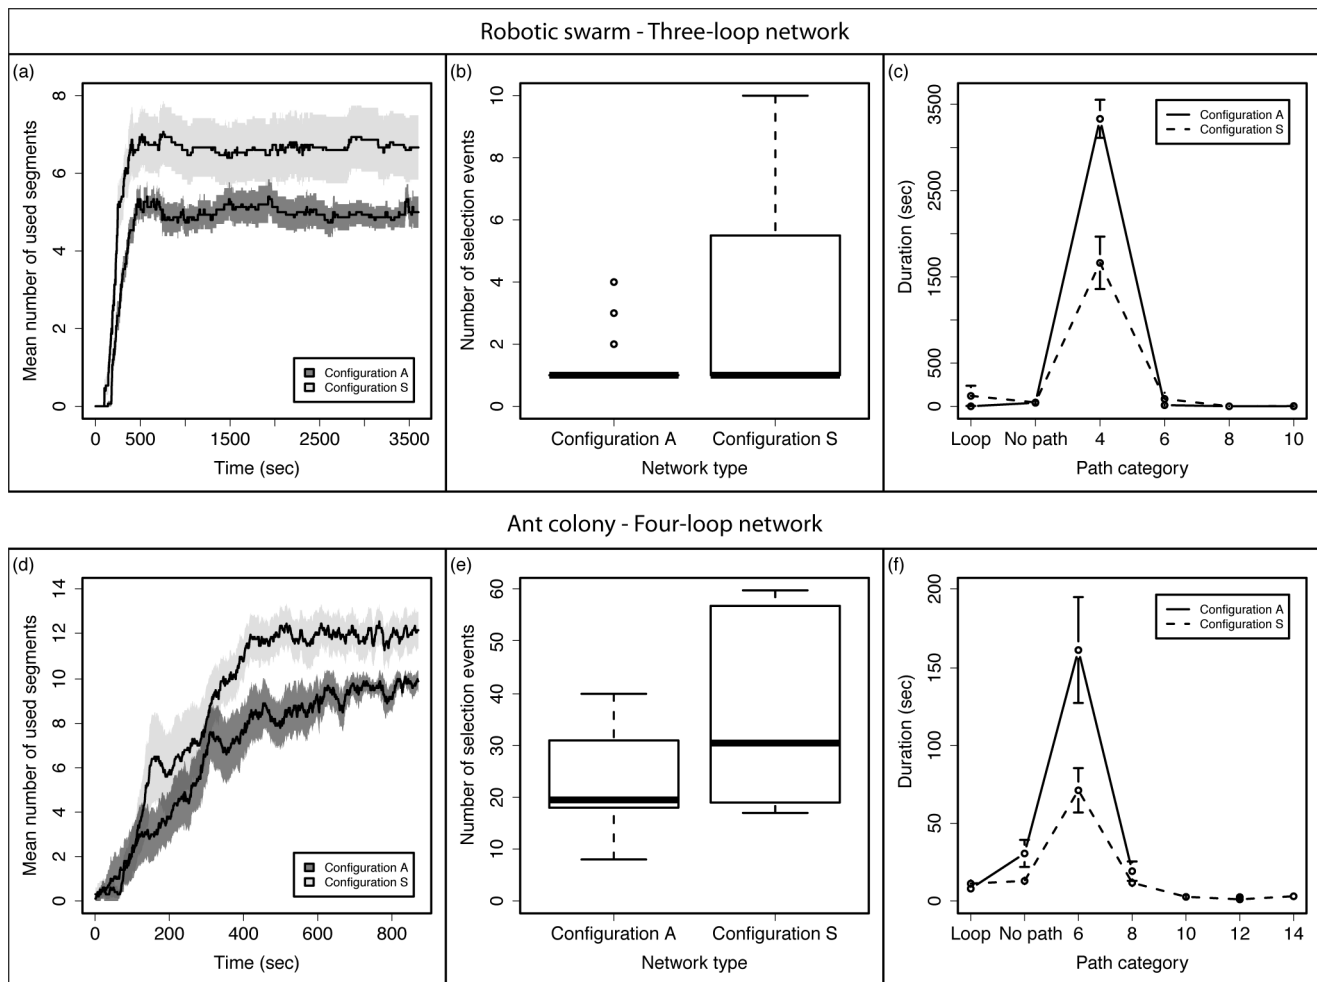 Robotic swarm - Three-loop network
(a)
Mean number of used segments
8
6
4
2
0
Configuration A
Configuration S
0 500 1500 2500 3500
Time (sec)
(b)
Number of selection events
10
8
6
4
2
0
Configuration A Configuration S
Network type
(c)
Duration (sec)
3500
2500
1500
500
0
Configuration A
Configuration S
Loop No path 4 6 8 10
Path category
Ant colony - Four-loop network
(d)
Mean number of used segments
14
12
10
8
6
4
2
0
Configuration A
Configuration S
0 200 400 600 800
Time (sec)
(e)
Number of selection events
60
50
40
30
20
10
0
Configuration A Configuration S
Network type
(f)
Duration (sec)
200
150
100
50
0
Configuration A
Configuration S
Loop No path 6 8 10 12 14
Path category